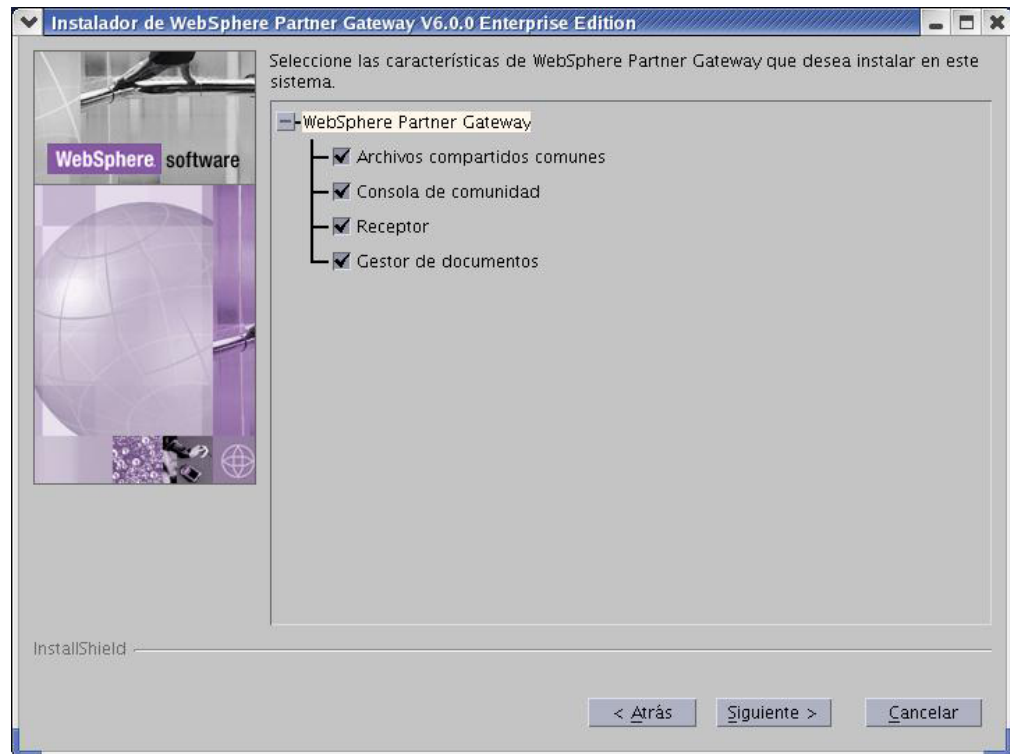 Instalador de WebSphere Partner Gateway V6.0.0 Enterprise Edition
Seleccione las características de WebSphere Partner Gateway que desea instalar en este
sistema.
WebSphere software
WebSphere Partner Gateway
Archivos compartidos comunes
Consola de comunidad
Receptor
Gestor de documentos
InstallShield
< Atrás
Siguiente >
Cancelar